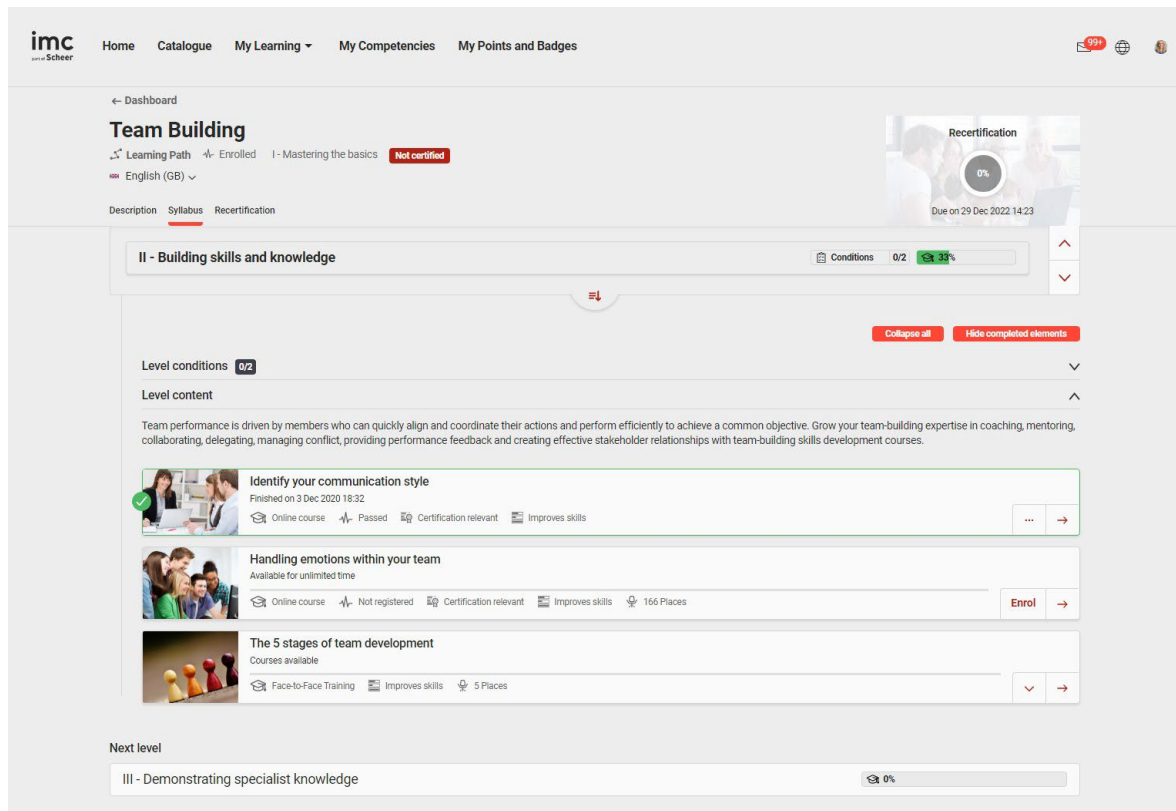 imc
part of Scheer
Home Catalogue My Learning My Competencies My Points and Badges
99+
← Dashboard
Team Building
Learning Path Enrolled I - Mastering the basics Not certified
English (GB)
Description Syllabus Recertification
Recertification
0%
Due on 29 Dec 2022 14:23
II - Building skills and knowledge
Conditions 0/2 33%
Collapse all Hide completed elements
Level conditions 0/2
Level content
Team performance is driven by members who can quickly align and coordinate their actions and perform efficiently to achieve a common objective. Grow your team-building expertise in coaching, mentoring,
collaborating, delegating, managing conflict, providing performance feedback and creating effective stakeholder relationships with team-building skills development courses.
Identify your communication style
Finished on 3 Dec 2020 18:32
Online course Passed Certification relevant Improves skills
... →
Handling emotions within your team
Available for unlimited time
Online course Not registered Certification relevant Improves skills 166 Places
Enrol →
The 5 stages of team development
Courses available
Face-to-Face Training Improves skills 5 Places
→
Next level
III - Demonstrating specialist knowledge
0%